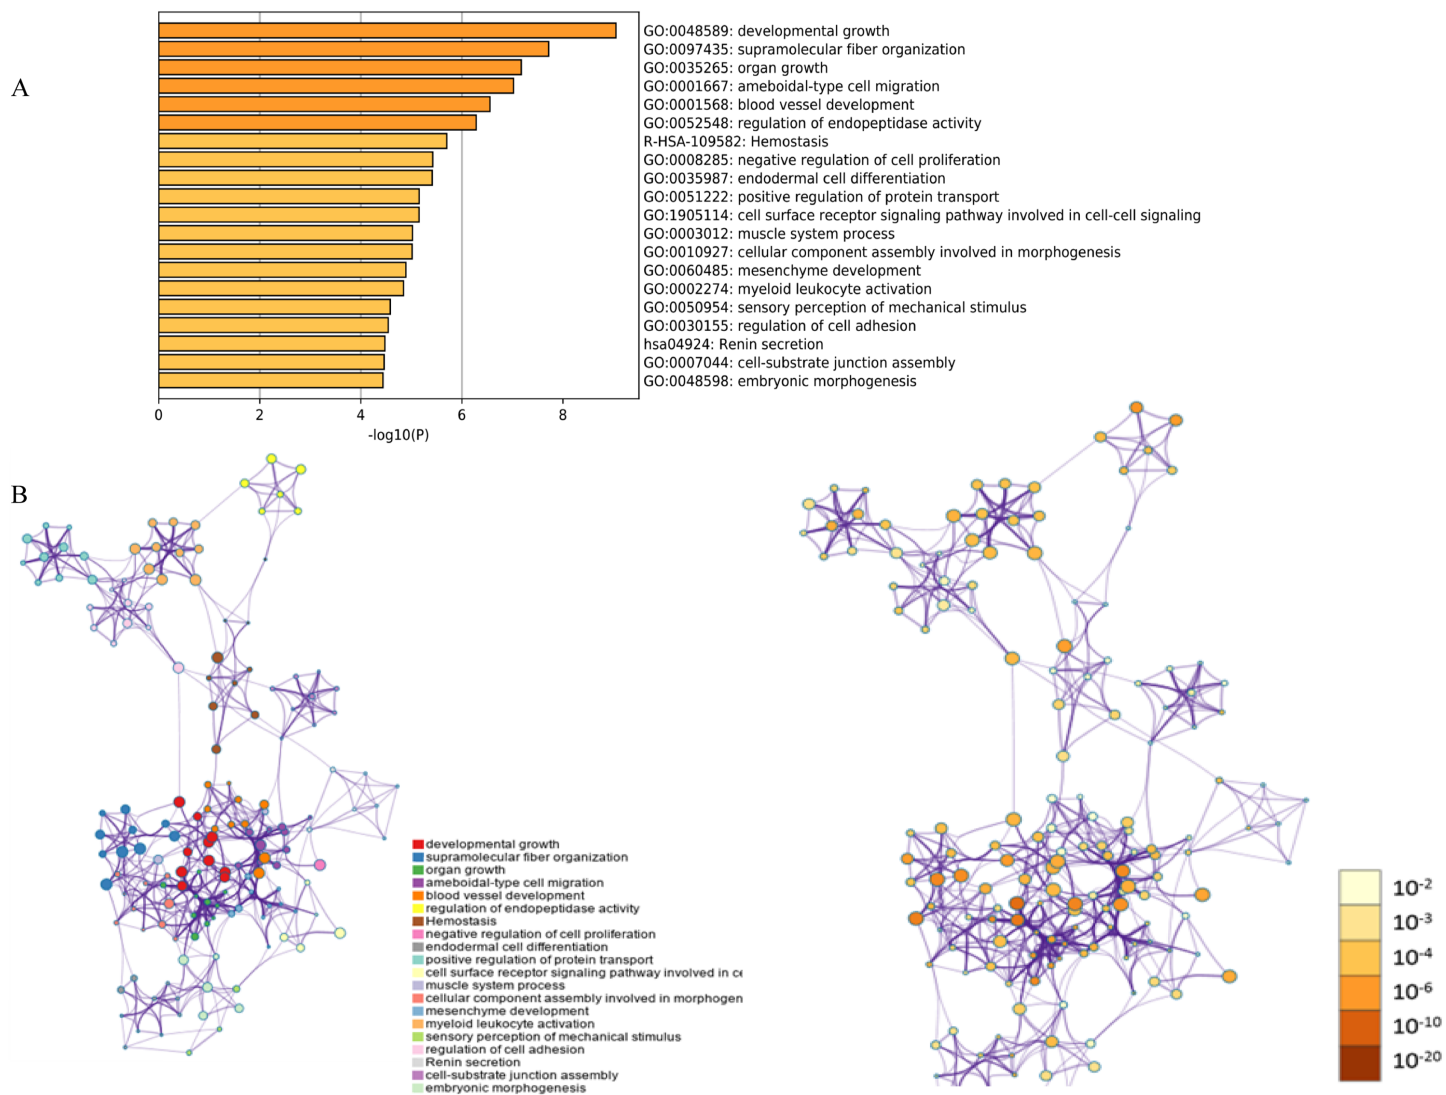 A
GO:0048589: developmental growth
GO:0097435: supramolecular fiber organization
GO:0035265: organ growth
GO:0001667: ameboidal-type cell migration
GO:0001568: blood vessel development
GO:0052548: regulation of endopeptidase activity
R-HSA-109582: Hemostasis
GO:0008285: negative regulation of cell proliferation
GO:0035987: endodermal cell differentiation
GO:0051222: positive regulation of protein transport
GO:1905114: cell surface receptor signaling pathway involved in cell-cell signaling
GO:0003012: muscle system process
GO:0010927: cellular component assembly involved in morphogenesis
GO:0060485: mesenchyme development
GO:0002274: myeloid leukocyte activation
GO:0050954: sensory perception of mechanical stimulus
GO:0030155: regulation of cell adhesion
hsa04924: Renin secretion
GO:0007044: cell-substrate junction assembly
GO:0048598: embryonic morphogenesis
0 2 4 6 8
-log10(P)
B
developmental growth
supramolecular fiber organization
organ growth
ameboidal-type cell migration
blood vessel development
regulation of endopeptidase activity
Hemostasis
negative regulation of cell proliferation
endodermal cell differentiation
positive regulation of protein transport
cell surface receptor signaling pathway involved in ce
muscle system process
cellular component assembly involved in morphogen
mesenchyme development
myeloid leukocyte activation
sensory perception of mechanical stimulus
regulation of cell adhesion
Renin secretion
cell-substrate junction assembly
embryonic morphogenesis
10-2
10-3
10-4
10-6
10-10
10-20